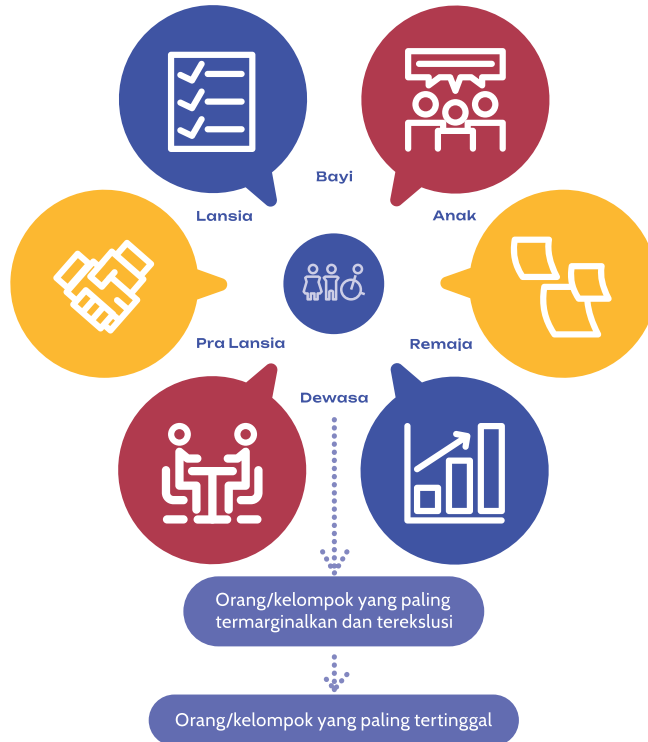 Bayi
Lansia
Anak
Pra Lansia
Remaja
Dewasa
Orang/kelompok yang paling
termarginalkan dan terekslusi
Orang/kelompok yang paling tertinggal